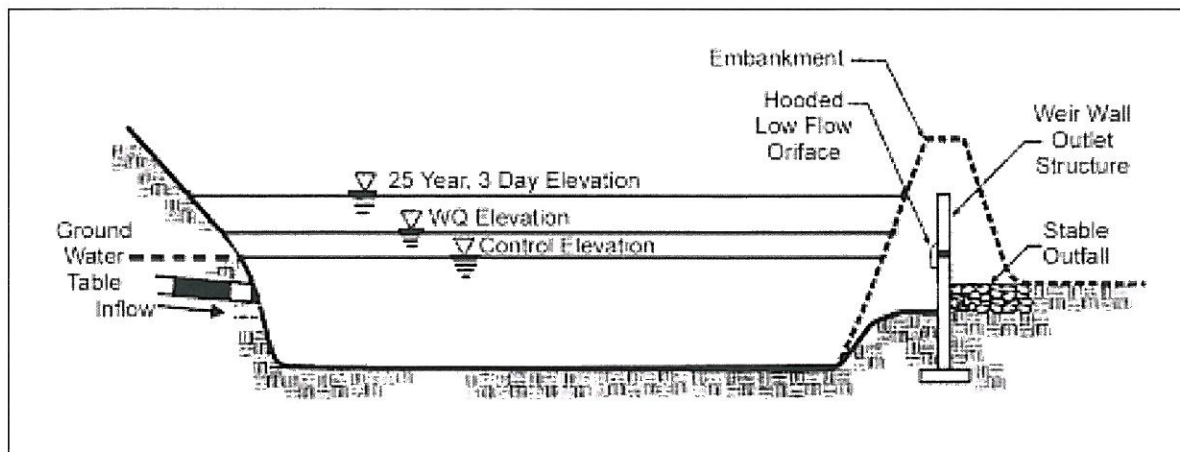 Embankment
Hooded
Low Flow
Oriface
Weir Wall
Outlet
Structure
25 Year, 3 Day Elevation
WQ Elevation
Control Elevation
Ground
Water
Table
Inflow
Stable
Outfall